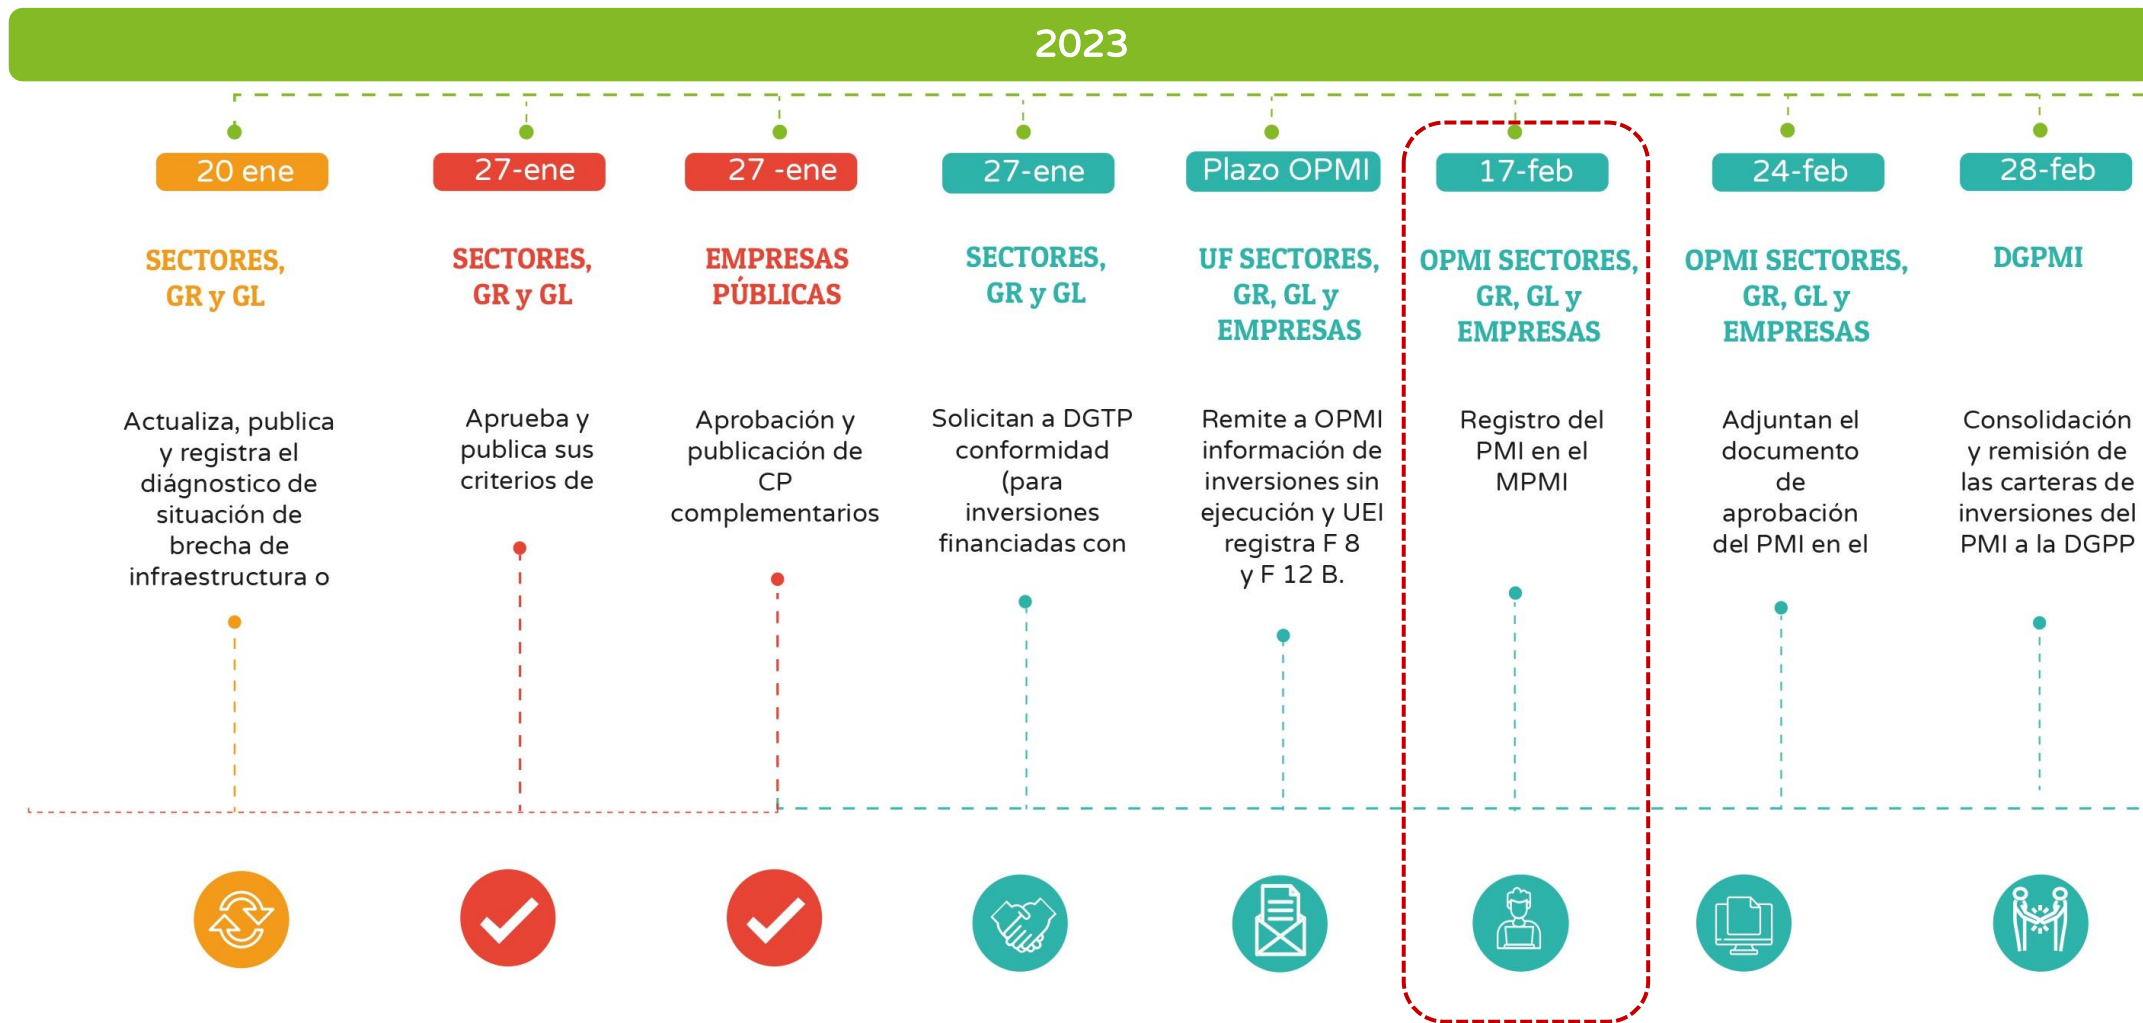 2023
20 ene
SECTORES,
GR y GL
Actualiza, publica
y registra el
diágnostico de
situación de
brecha de
infraestructura o
27-ene
SECTORES,
GR y GL
Aprueba y
publica sus
criterios de
27 -ene
EMPRESAS
PÚBLICAS
Aprobación y
publicación de
CP
complementarios
27-ene
SECTORES,
GR y GL
Solicitan a DGTP
conformidad
(para
inversiones
financiadas con
Plazo OPMI
UF SECTORES,
GR, GL y
EMPRESAS
Remite a OPMI
información de
inversiones sin
ejecución y UEI
registra F 8
y F 12 B.
17-feb
OPMI SECTORES,
GR, GL y
EMPRESAS
Registro del
PMI en el
MPMI
24-feb
OPMI SECTORES,
GR, GL y
EMPRESAS
Adjuntan el
documento
de
aprobación
del PMI en el
28-feb
DGPMI
Consolidación
y remisión de
las carteras de
inversiones del
PMI a la DGPP